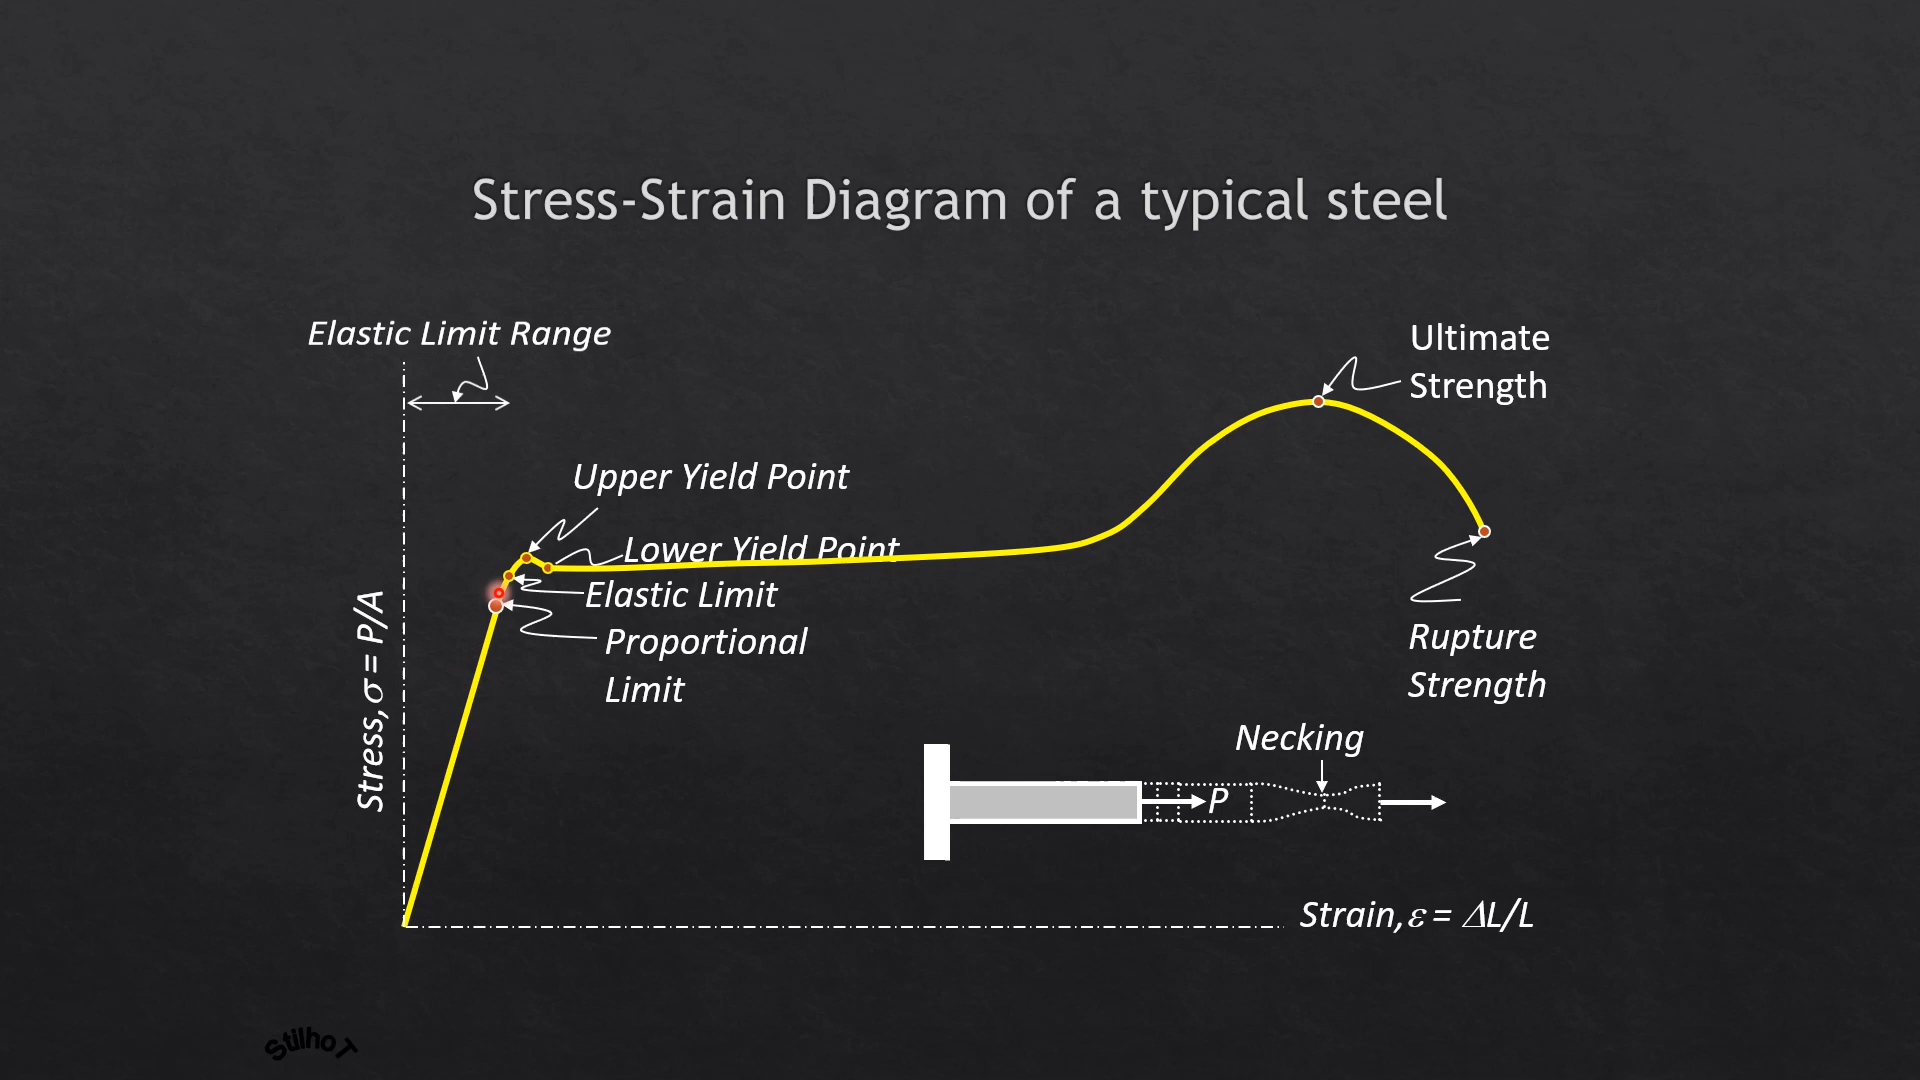 Stress-Strain Diagram of a typical steel
Elastic Limit Range
Ultimate
Strength
Upper Yield Point
Lower Yield Point
Elastic Limit
Proportional
Limit
Stress, σ = P/A
Rupture
Strength
Necking
P
Strain, ε = ΔL/L
StilhoT